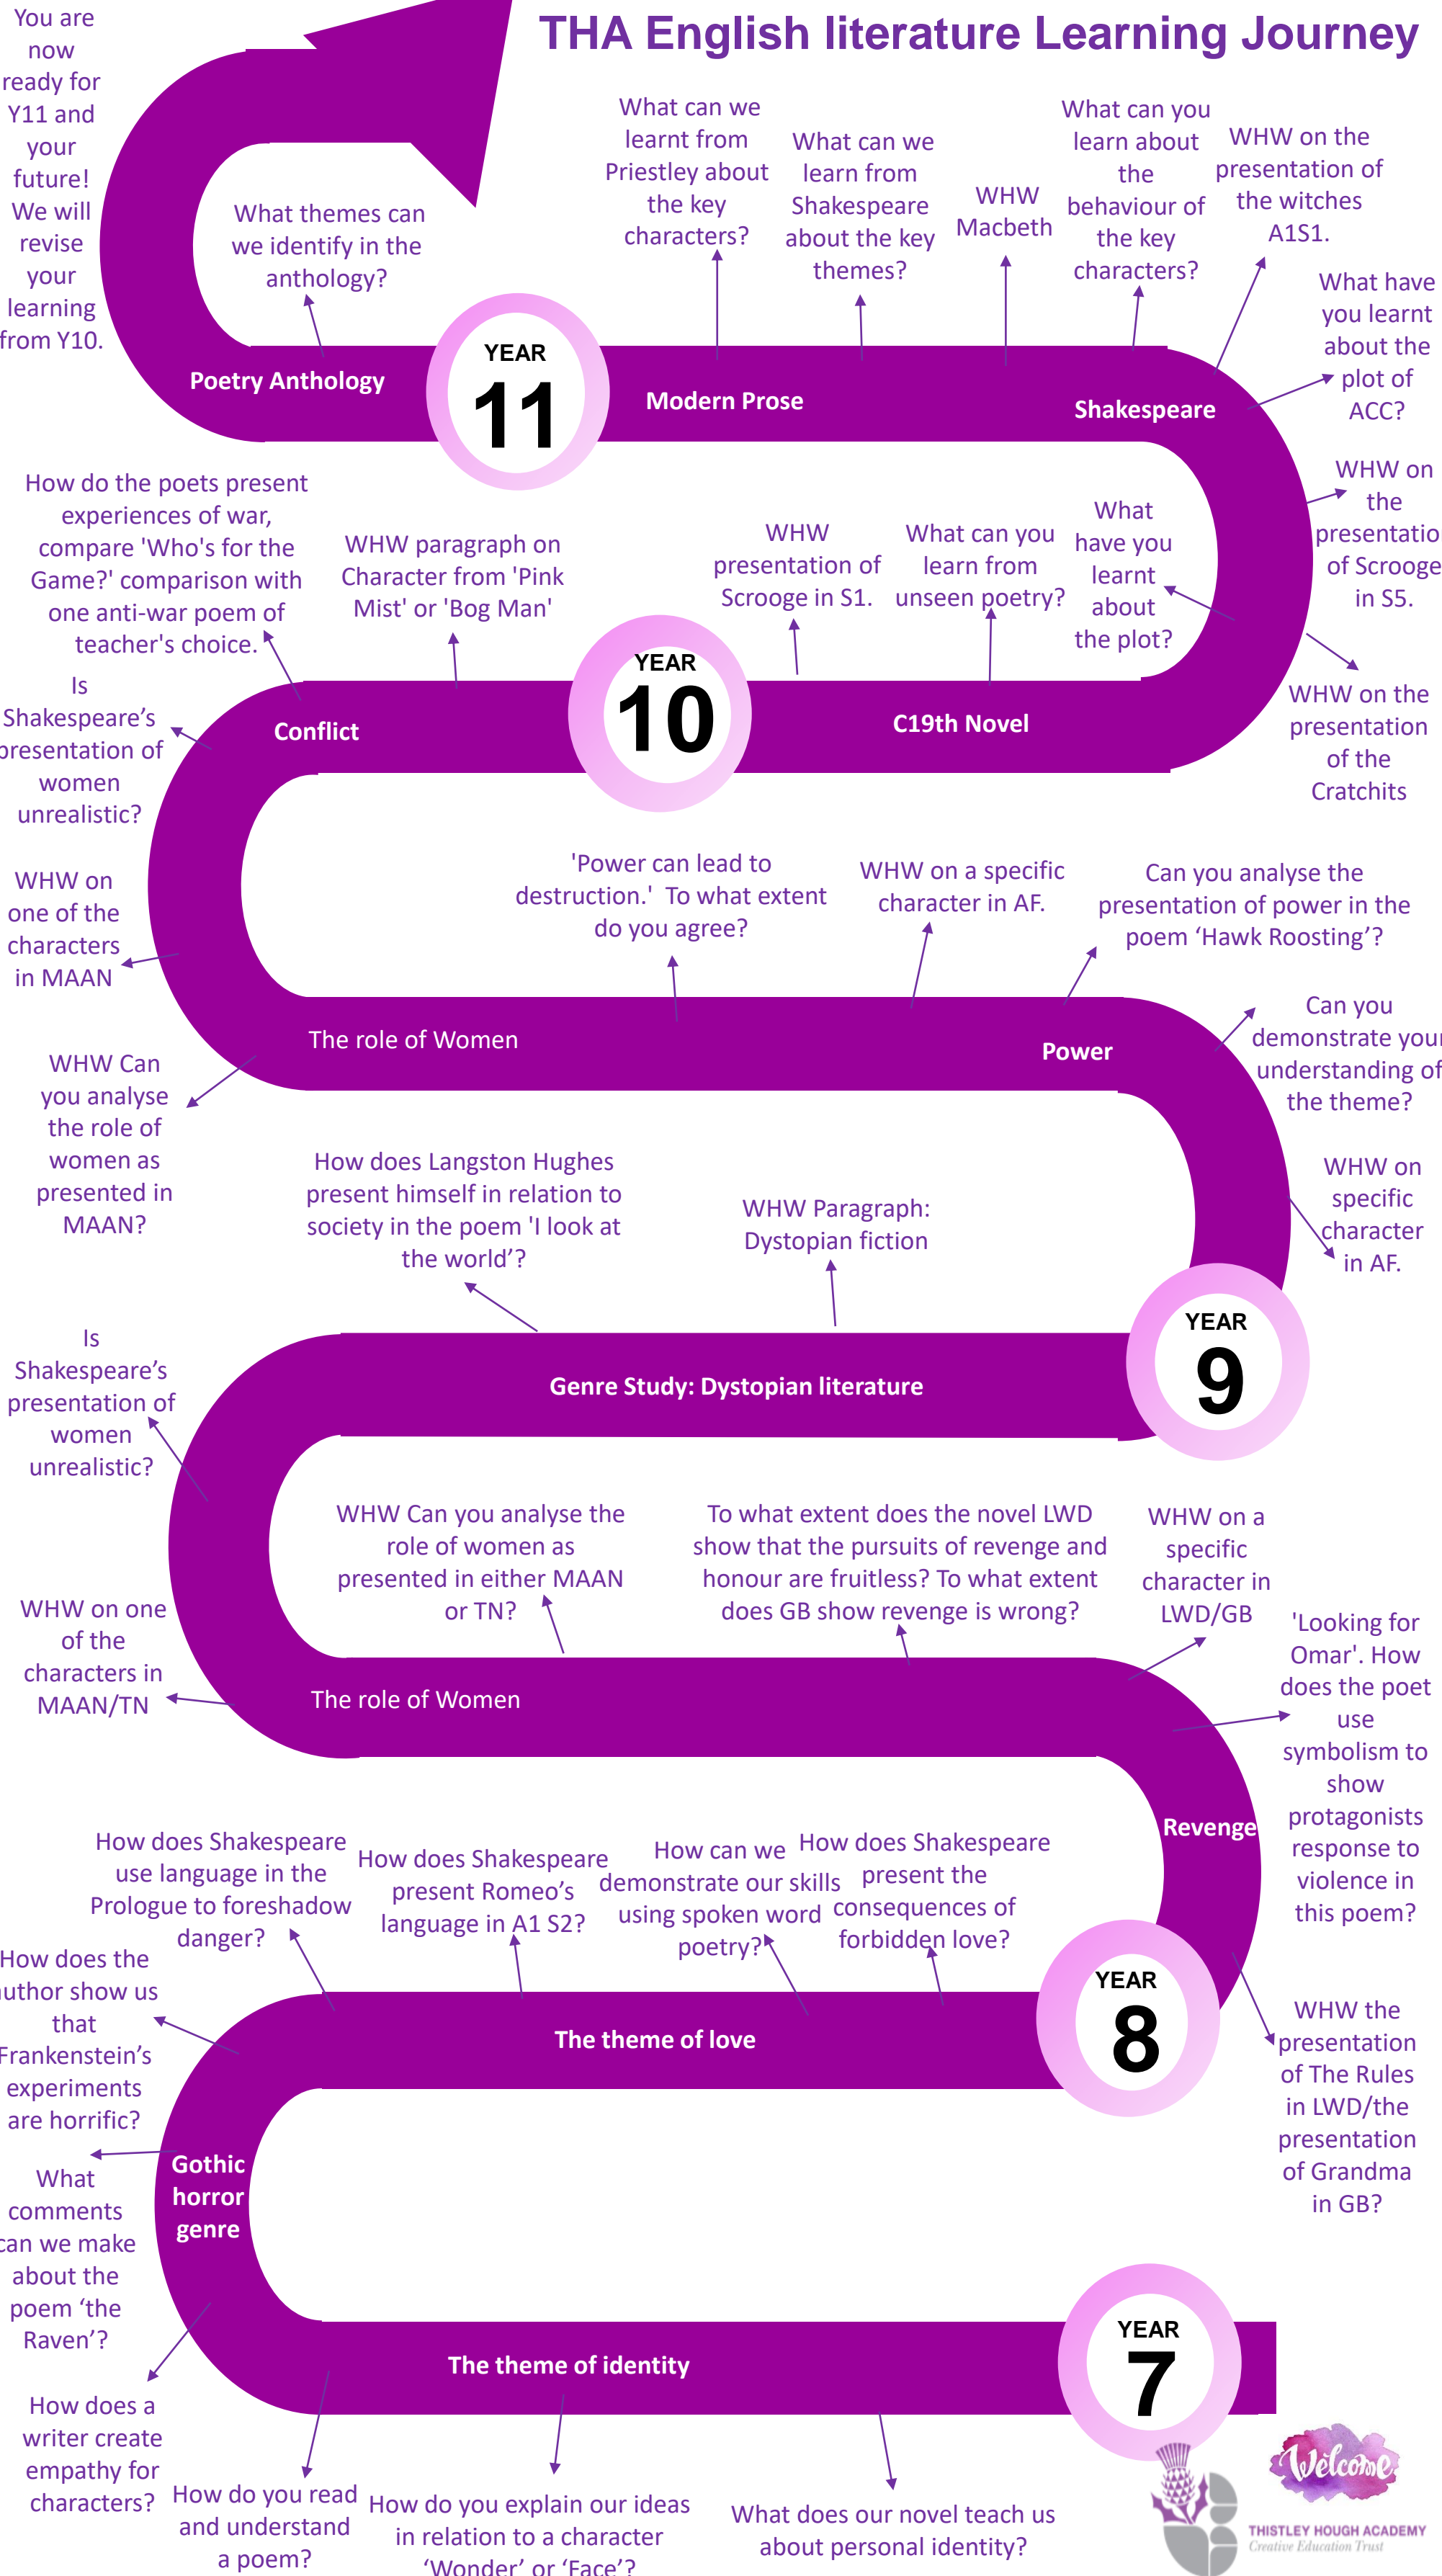 THA English literature Learning Journey
You are
now
ready for
Y11 and
your
future!
We will
revise
your
learning
from Y10.
What themes can
we identify in the
anthology?
What can we
learnt from
Priestley about
the key
characters?
What can we
learn from
Shakespeare
about the key
themes?
WHW
Macbeth
What can you
learn about
the
behaviour of
the key
characters?
WHW on the
presentation of
the witches
A1S1.
What have
you learnt
about the
plot of
ACC?
Poetry Anthology
YEAR
11
Modern Prose
Shakespeare
How do the poets present
experiences of war,
compare 'Who's for the
Game?' comparison with
one anti-war poem of
teacher's choice.
WHW paragraph on
Character from 'Pink
Mist' or 'Bog Man'
WHW
presentation of
Scrooge in S1.
What can you
learn from
unseen poetry?
What
have you
learnt
about
the plot?
WHW on
the
presentatio
of Scrooge
in S5.
WHW on the
presentation
of the
Cratchits
Conflict
YEAR
10
C19th Novel
Is
Shakespeare’s
presentation of
women
unrealistic?
WHW on
one of the
characters
in MAAN
WHW Can
you analyse
the role of
women as
presented in
MAAN?
'Power can lead to
destruction.' To what extent
do you agree?
WHW on a specific
character in AF.
Can you analyse the
presentation of power in the
poem ‘Hawk Roosting’?
Can you
demonstrate your
understanding of
the theme?
WHW on
specific
character
in AF.
The role of Women
Power
How does Langston Hughes
present himself in relation to
society in the poem 'I look at
the world’?
WHW Paragraph:
Dystopian fiction
YEAR
9
Genre Study: Dystopian literature
Is
Shakespeare’s
presentation of
women
unrealistic?
WHW on one
of the
characters in
MAAN/TN
WHW Can you analyse the
role of women as
presented in either MAAN
or TN?
To what extent does the novel LWD
show that the pursuits of revenge and
honour are fruitless? To what extent
does GB show revenge is wrong?
WHW on a
specific
character in
LWD/GB
'Looking for
Omar'. How
does the poet
use
symbolism to
show
protagonists
response to
violence in
this poem?
The role of Women
Revenge
How does Shakespeare
use language in the
Prologue to foreshadow
danger?
How does Shakespeare
present Romeo’s
language in A1 S2?
How can we
demonstrate our skills
using spoken word
poetry?
How does Shakespeare
present the
consequences of
forbidden love?
YEAR
8
WHW the
presentation
of The Rules
in LWD/the
presentation
of Grandma
in GB?
The theme of love
How does the
author show us
that
Frankenstein’s
experiments
are horrific?
What
comments
can we make
about the
poem ‘the
Raven’?
How does a
writer create
empathy for
characters?
Gothic
horror
genre
The theme of identity
YEAR
7
How do you read
and understand
a poem?
How do you explain our ideas
in relation to a character
‘Wonder’ or ‘Face’?
What does our novel teach us
about personal identity?
Welcome
THISTLEY HOUGH ACADEMY
Creative Education Trust